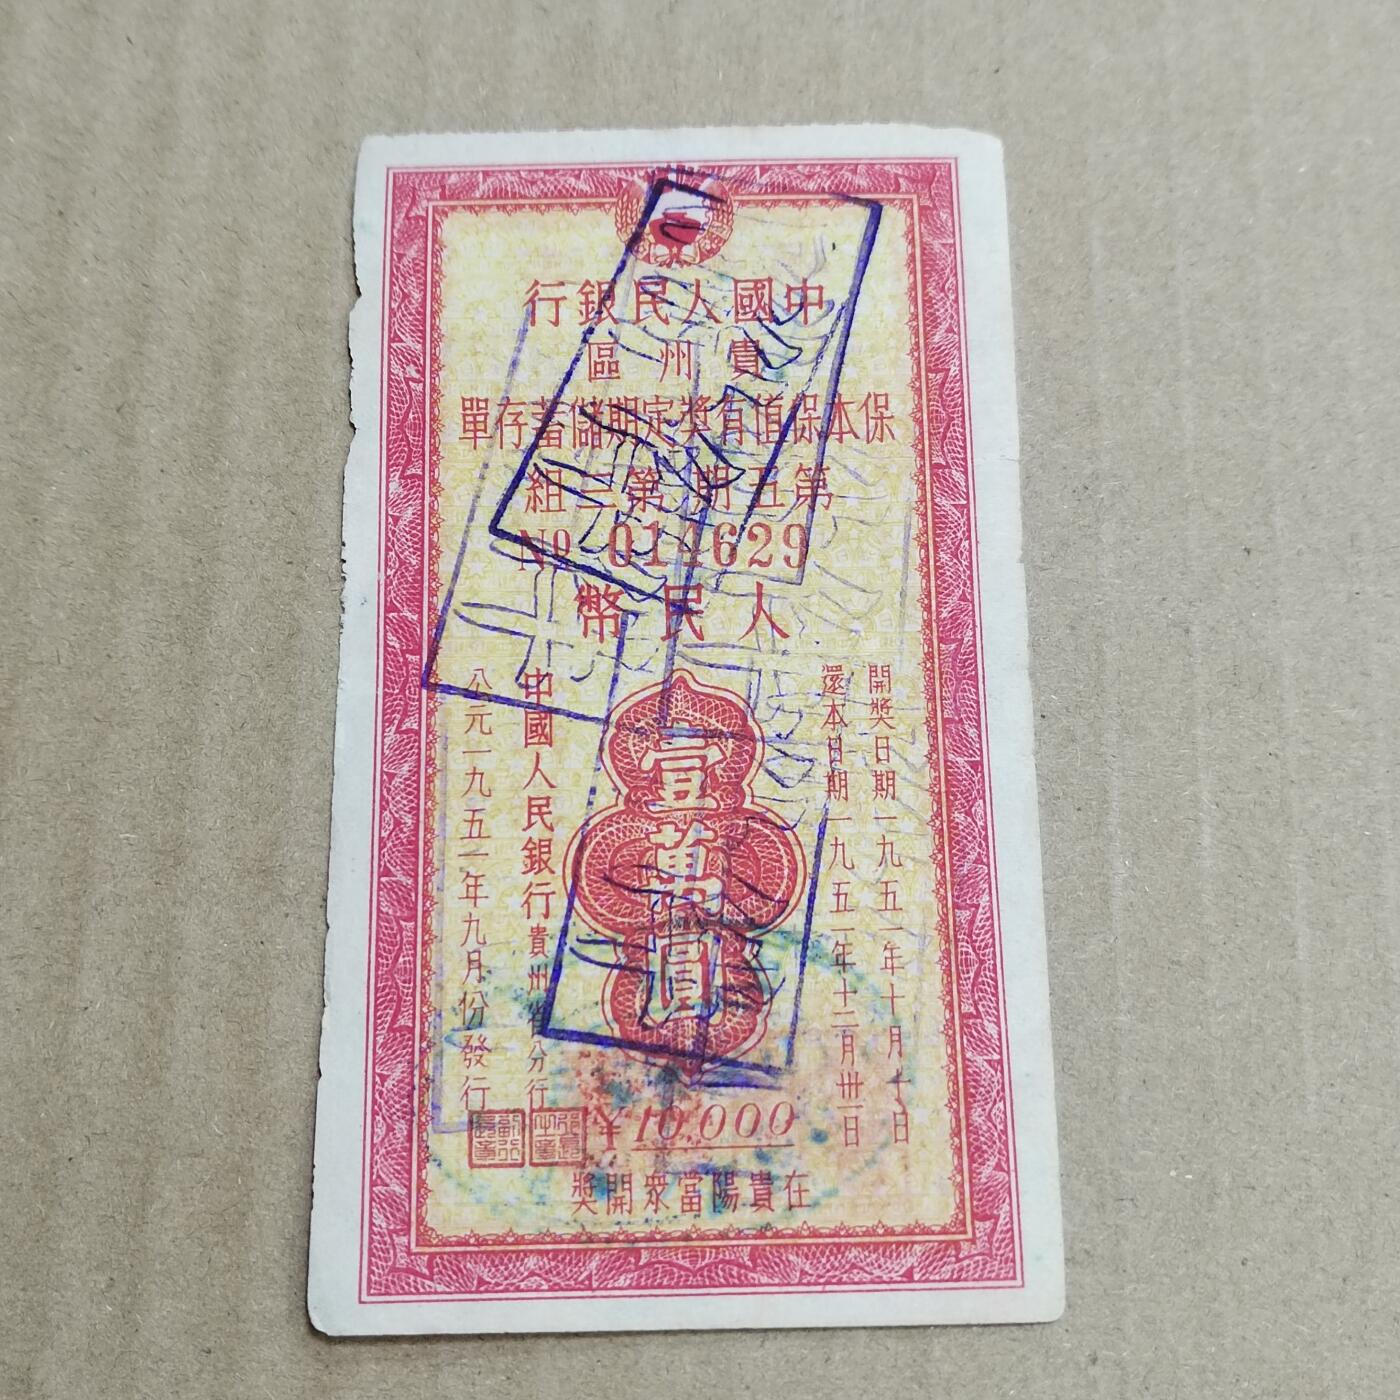 中國人民銀行
貴州區
保本保值有獎定期儲蓄存單
第五期第三組
No
人民幣
開獎日期一九五一年十月十日
還本日期一九五一年十二月卅一日
壹萬圓
中國人民銀行貴州省分行
公元一九五一年九月份發行
¥10,000
在貴陽當眾開獎